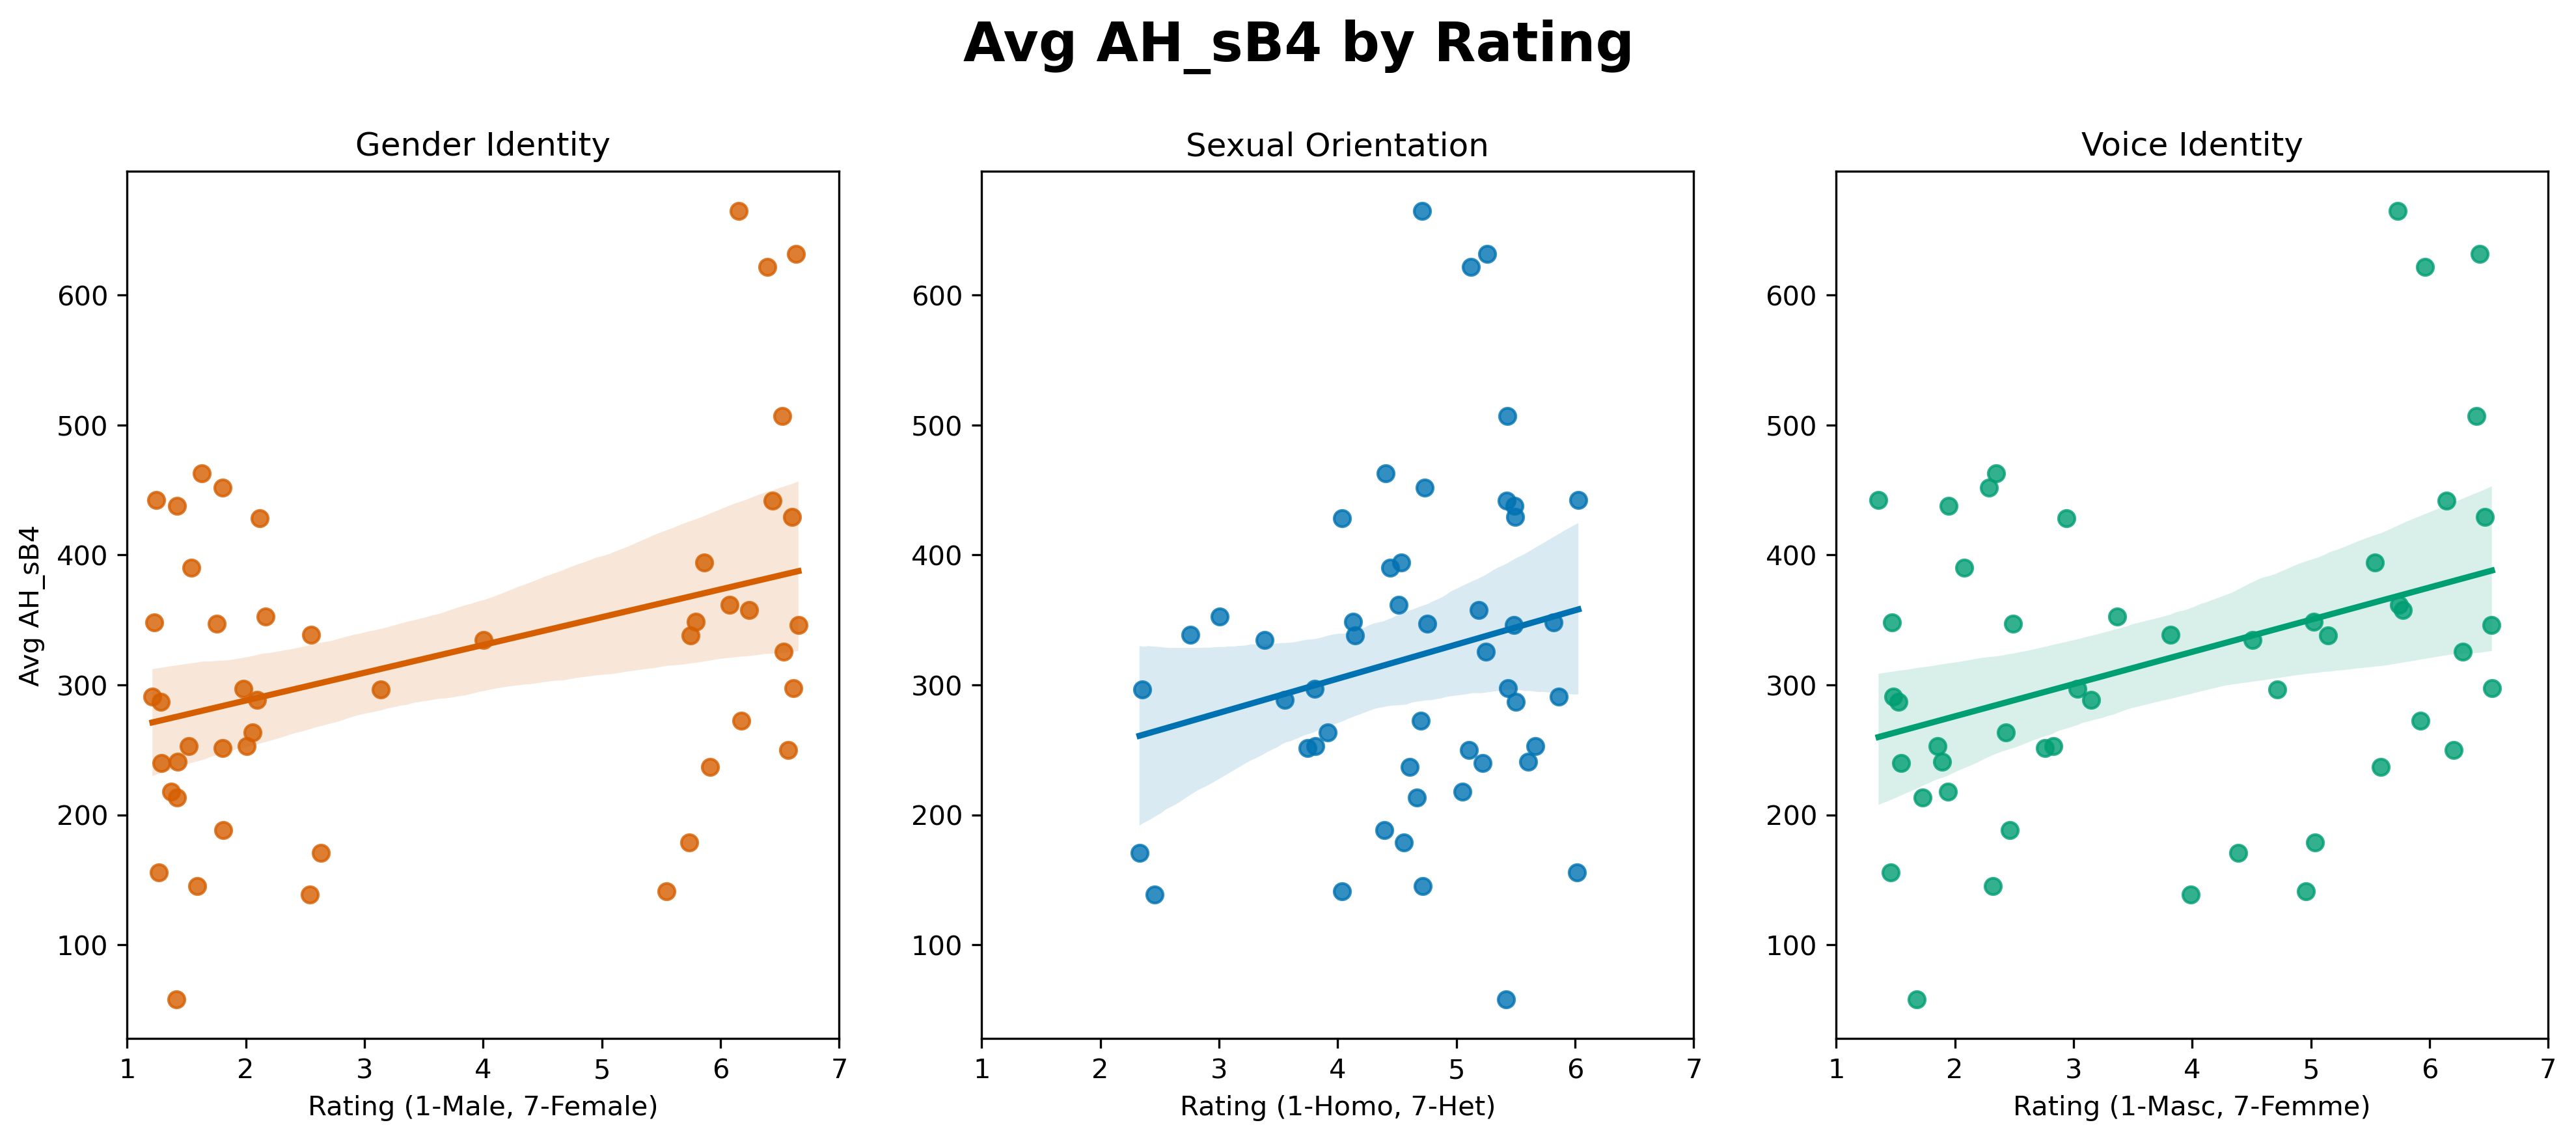 Avg AH_sB4 by Rating
Gender Identity
Sexual Orientation
Voice Identity
Avg AH_sB4
600
500
400
300
200
100
1 2 3 4 5 6 7
Rating (1-Male, 7-Female)
600
500
400
300
200
100
1 2 3 4 5 6 7
Rating (1-Homo, 7-Het)
600
500
400
300
200
100
1 2 3 4 5 6 7
Rating (1-Masc, 7-Femme)